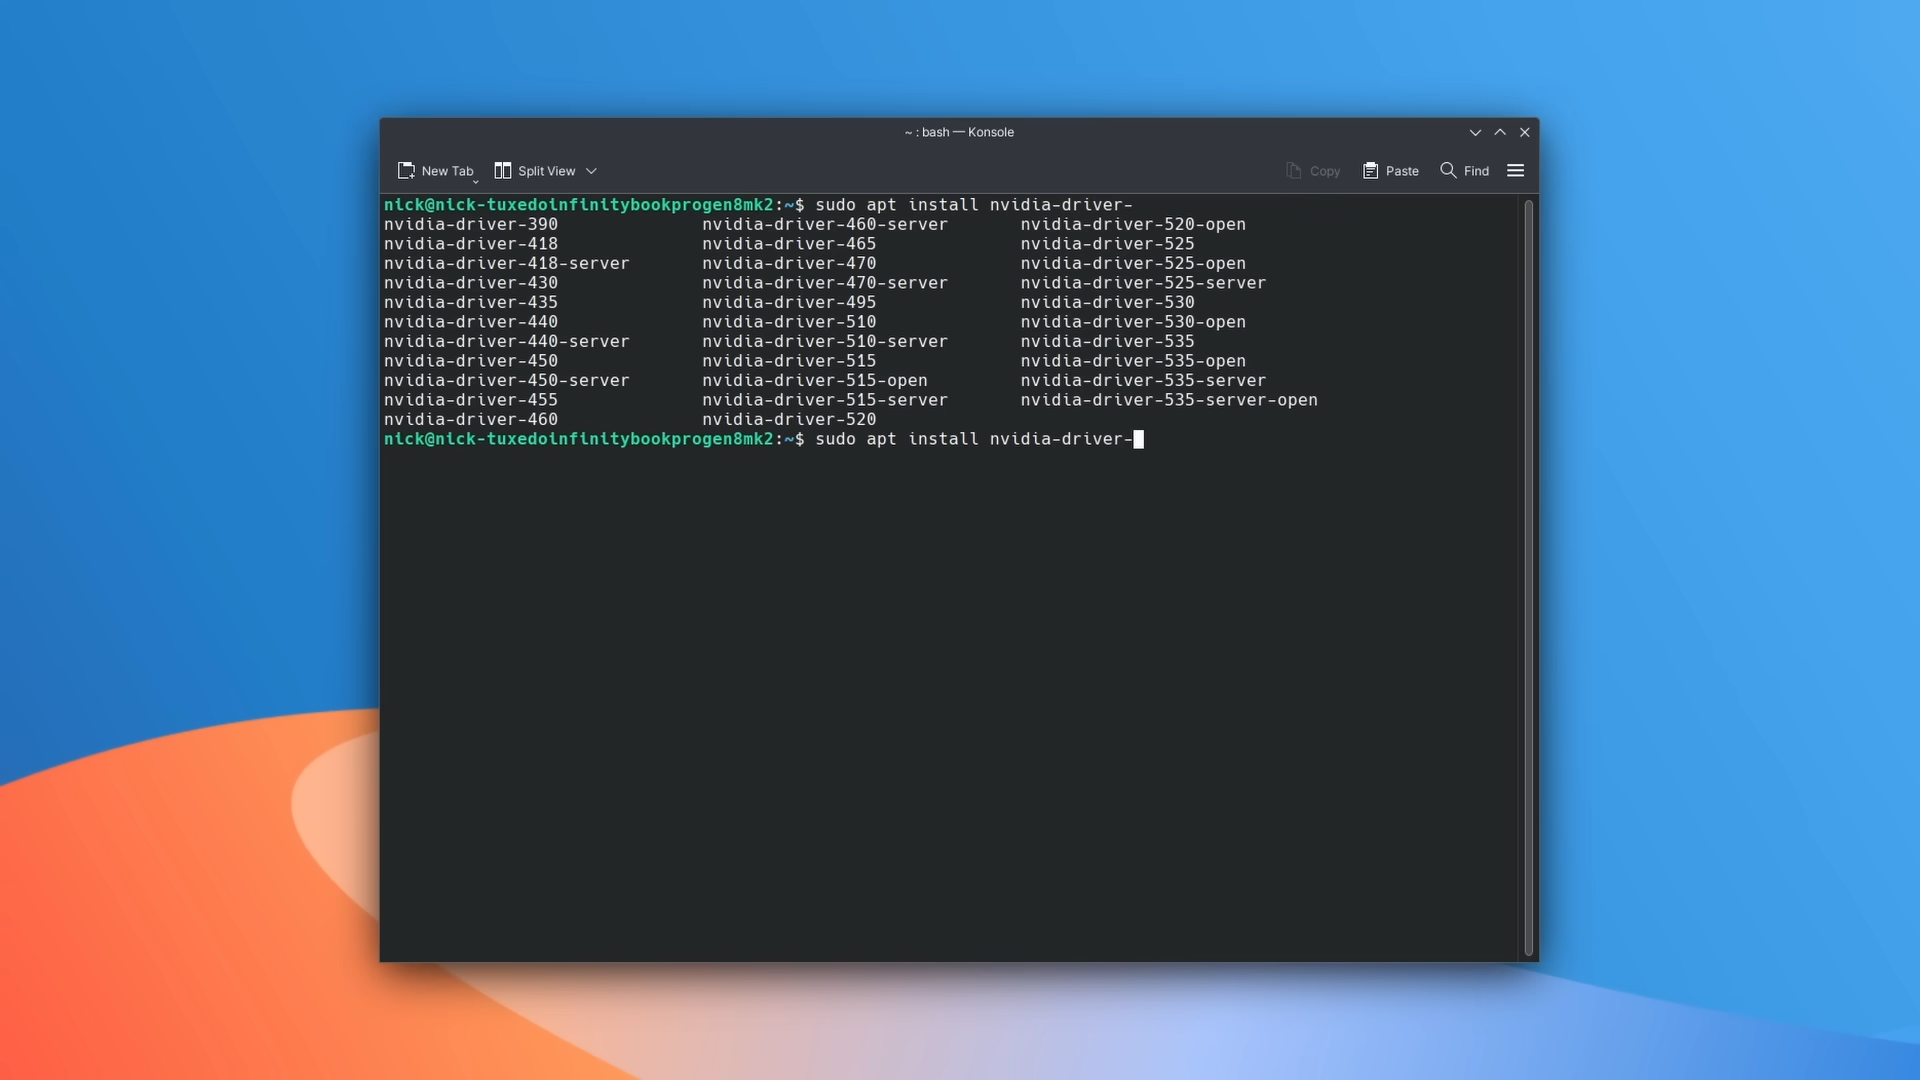 ~ : bash — Konsole
New Tab Split View Copy Paste Find
nick@nick-tuxedoinfinitybookprogen8mk2:~$ sudo apt install nvidia-driver-
nvidia-driver-390 nvidia-driver-460-server nvidia-driver-520-open
nvidia-driver-418 nvidia-driver-465 nvidia-driver-525
nvidia-driver-418-server nvidia-driver-470 nvidia-driver-525-open
nvidia-driver-430 nvidia-driver-470-server nvidia-driver-525-server
nvidia-driver-435 nvidia-driver-495 nvidia-driver-530
nvidia-driver-440 nvidia-driver-510 nvidia-driver-530-open
nvidia-driver-440-server nvidia-driver-510-server nvidia-driver-535
nvidia-driver-450 nvidia-driver-515 nvidia-driver-535-open
nvidia-driver-450-server nvidia-driver-515-open nvidia-driver-535-server
nvidia-driver-455 nvidia-driver-515-server nvidia-driver-535-server-open
nvidia-driver-460 nvidia-driver-520
nick@nick-tuxedoinfinitybookprogen8mk2:~$ sudo apt install nvidia-driver-